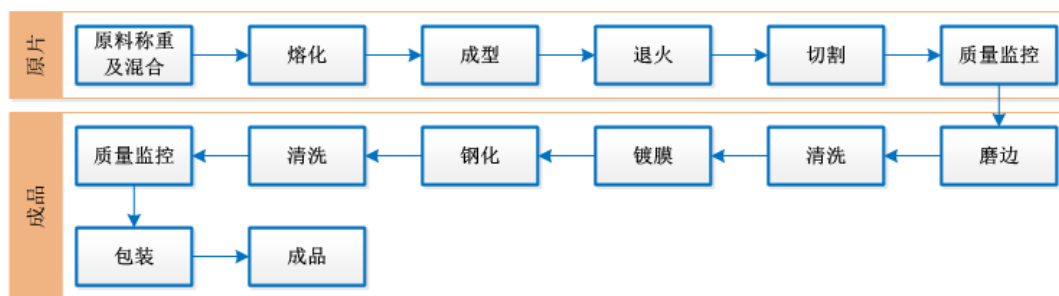 原片
原料称重
及混合
熔化
成型
退火
切割
质量监控
成品
质量监控
清洗
钢化
镀膜
清洗
磨边
包装
成品